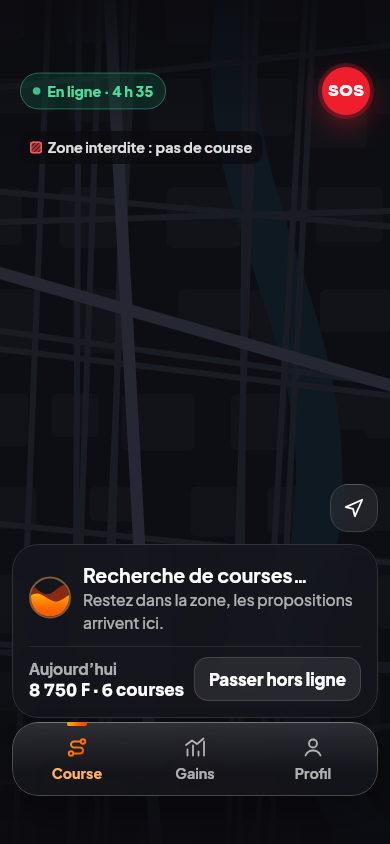 En ligne · 4 h 35
SOS
Zone interdite : pas de course
Recherche de courses…
Restez dans la zone, les propositions
arrivent ici.
Aujourd’hui
8 750 F · 6 courses
Passer hors ligne
Course
Gains
Profil